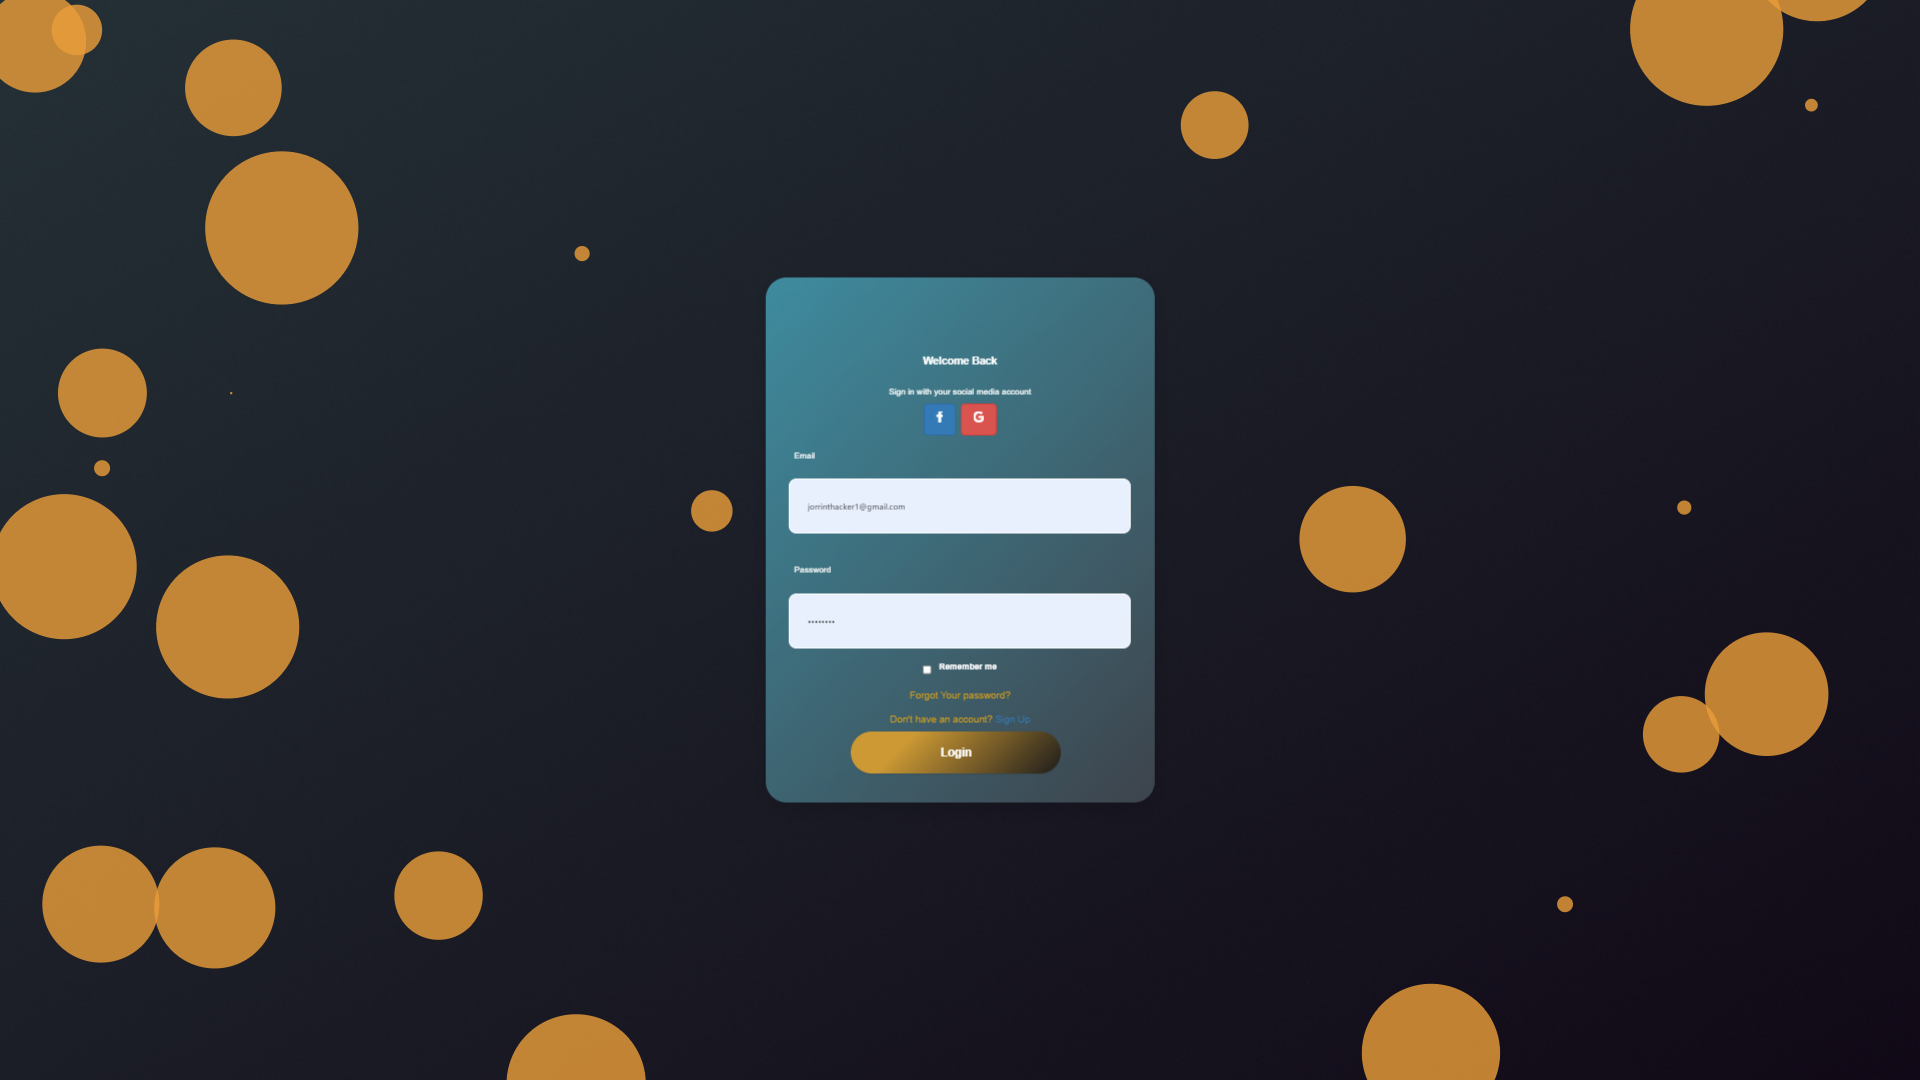 Welcome Back
Sign in with your social media account
f G
Email
jorrinthacker1@gmail.com
Password
••••••••
Remember me
Forgot Your password?
Don't have an account? Sign Up
Login